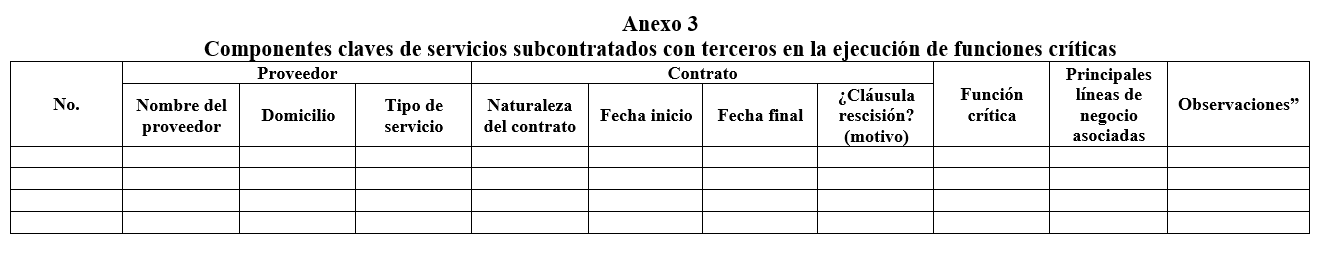 Anexo 3
Componentes claves de servicios subcontratados con terceros en la ejecución de funciones críticas
No.
Proveedor
Nombre del
proveedor
Domicilio
Tipo de
servicio
Contrato
Naturaleza
del contrato
Fecha inicio
Fecha final
¿Cláusula
rescisión?
(motivo)
Función
crítica
Principales
líneas de
negocio
asociadas
Observaciones”